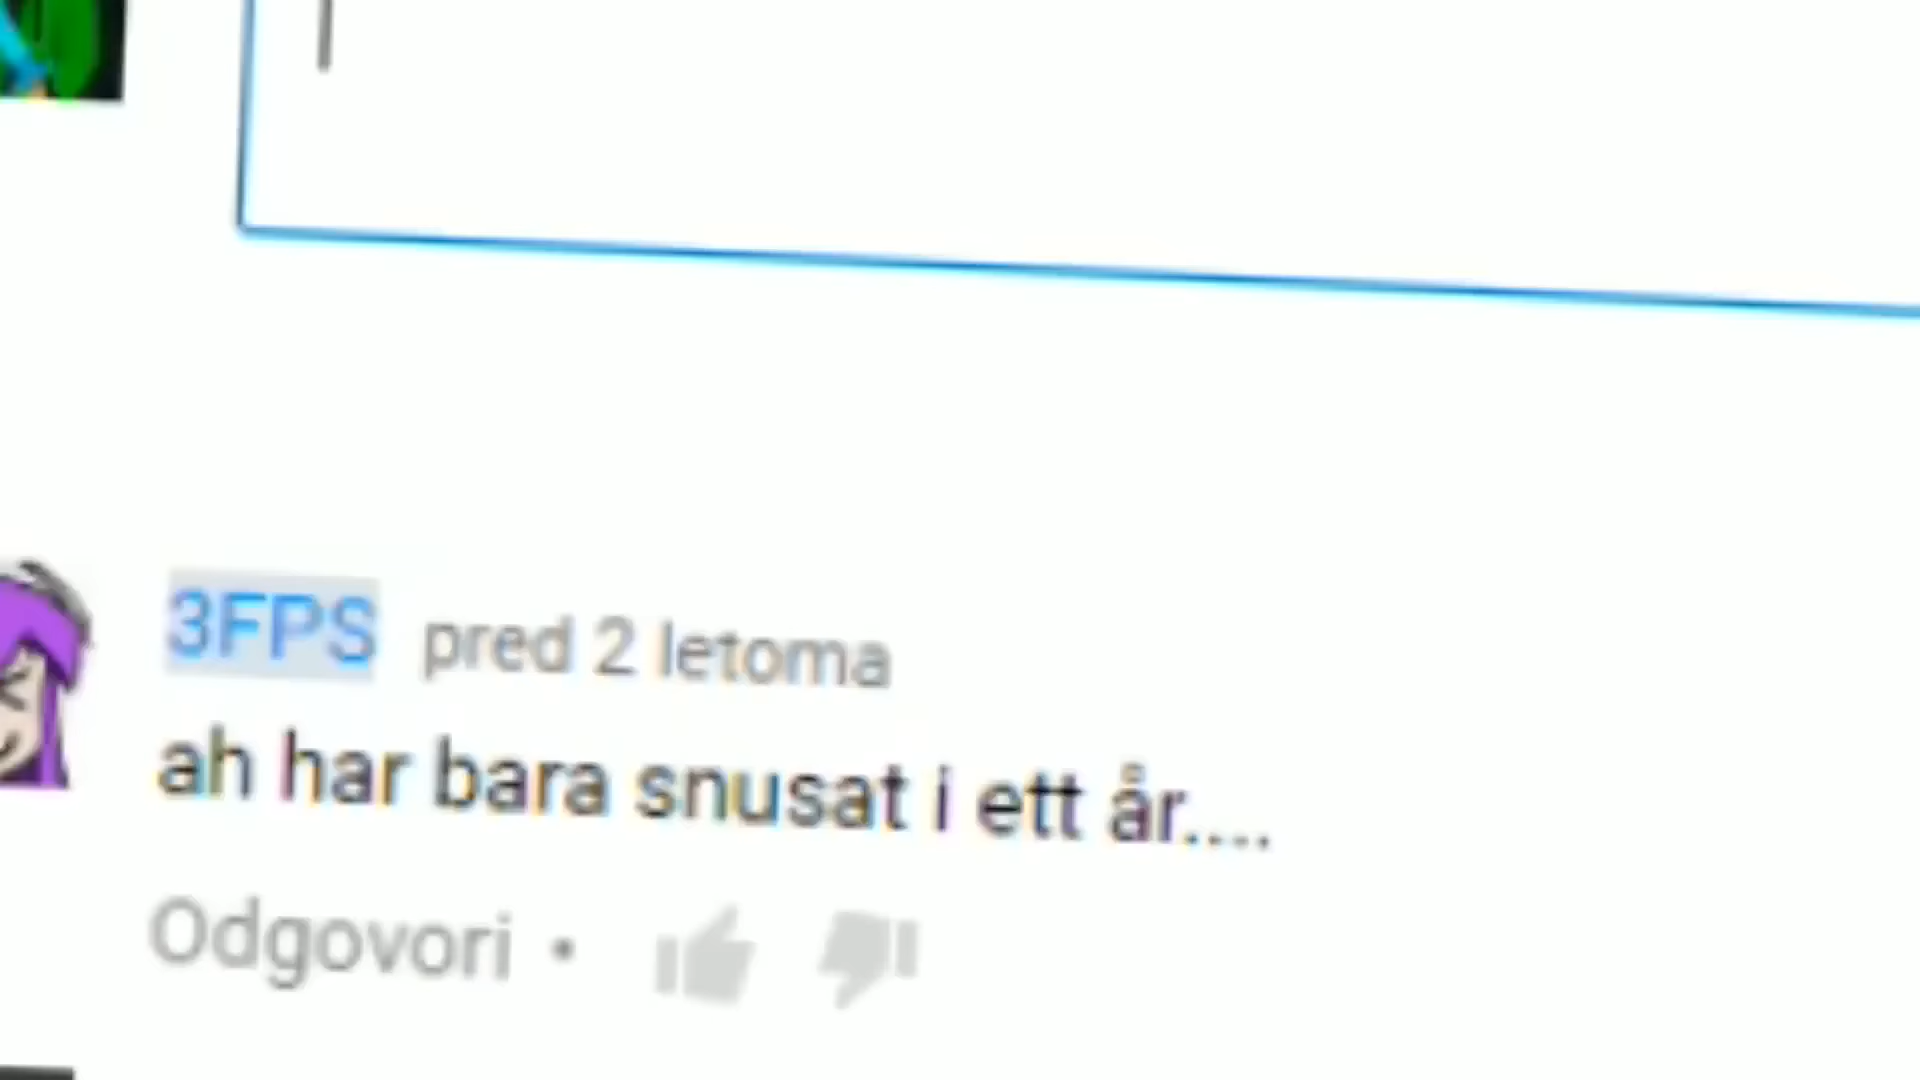 3FPS pred 2 letoma
ah har bara snusat i ett år....
Odgovori •